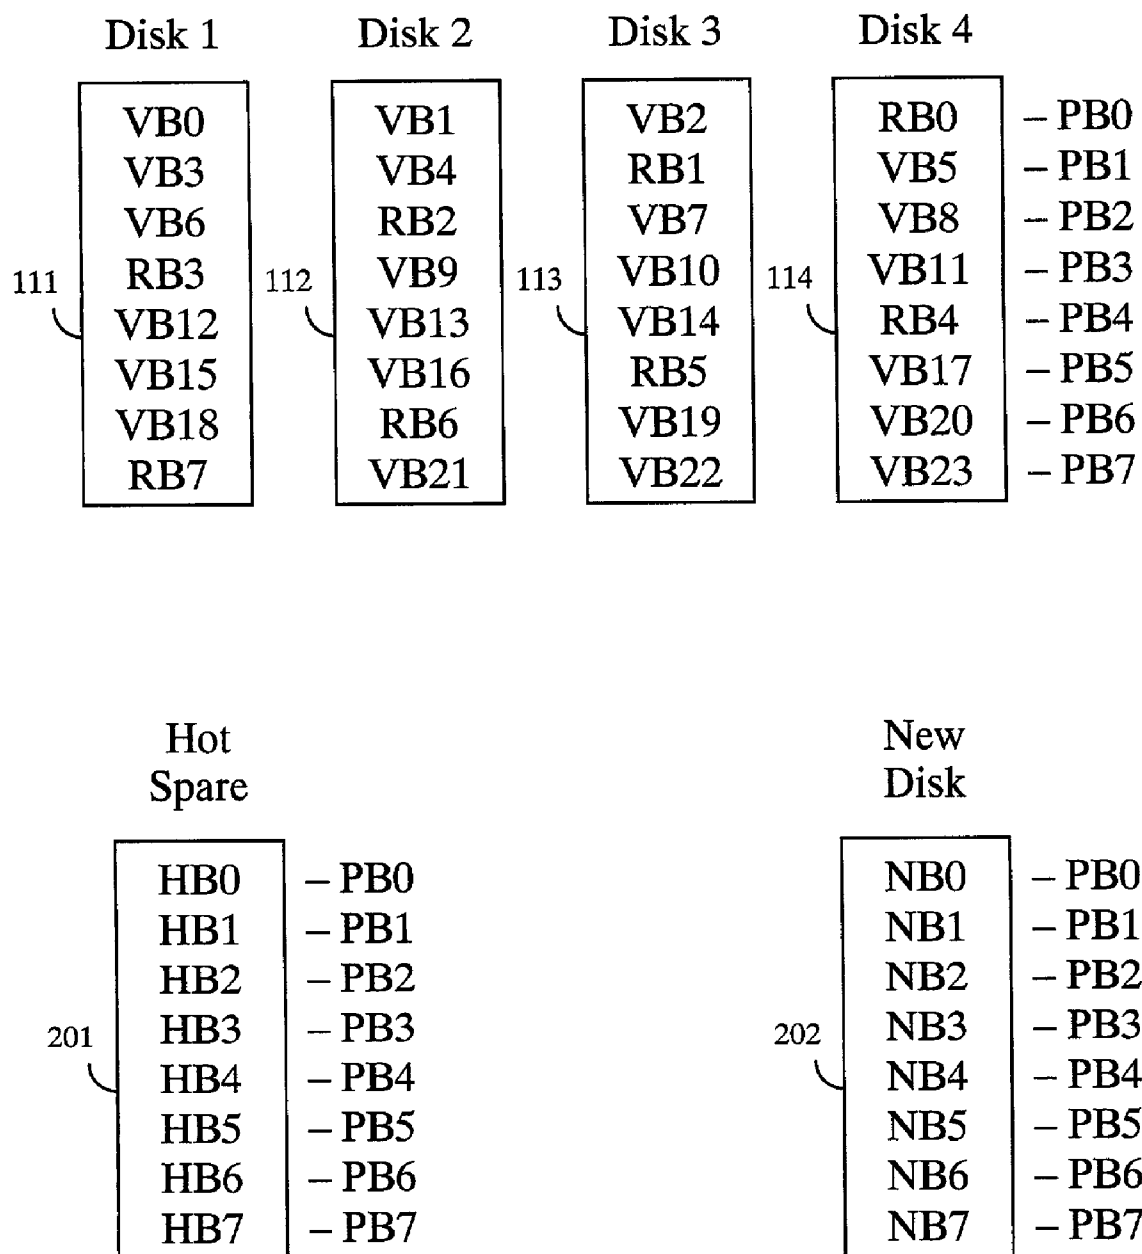 Disk 1 Disk 2 Disk 3 Disk 4
VB0 VB1 VB2 RB0 – PB0
VB3 VB4 RB1 VB5 – PB1
VB6 RB2 VB7 VB8 – PB2
111 RB3 112 VB9 113 VB10 114 VB11 – PB3
VB12 VB13 VB14 RB4 – PB4
VB15 VB16 RB5 VB17 – PB5
VB18 RB6 VB19 VB20 – PB6
RB7 VB21 VB22 VB23 – PB7
Hot New
Spare Disk
HB0 – PB0 NB0 – PB0
HB1 – PB1 NB1 – PB1
HB2 – PB2 NB2 – PB2
201 HB3 – PB3 202 NB3 – PB3
HB4 – PB4 NB4 – PB4
HB5 – PB5 NB5 – PB5
HB6 – PB6 NB6 – PB6
HB7 – PB7 NB7 – PB7